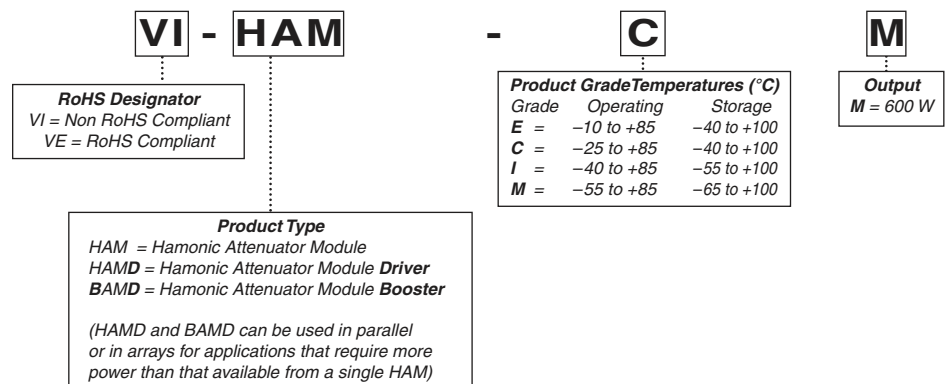 VI - HAM - C M
RoHS Designator
VI = Non RoHS Compliant
VE = RoHS Compliant
Product GradeTemperatures (°C)
Grade Operating Storage
E = –10 to +85 –40 to +100
C = –25 to +85 –40 to +100
I = –40 to +85 –55 to +100
M = –55 to +85 –65 to +100
Output
M = 600 W
Product Type
HAM = Hamonic Attenuator Module
HAMD = Hamonic Attenuator Module Driver
BAMD = Hamonic Attenuator Module Booster
(HAMD and BAMD can be used in parallel
or in arrays for applications that require more
power than that available from a single HAM)